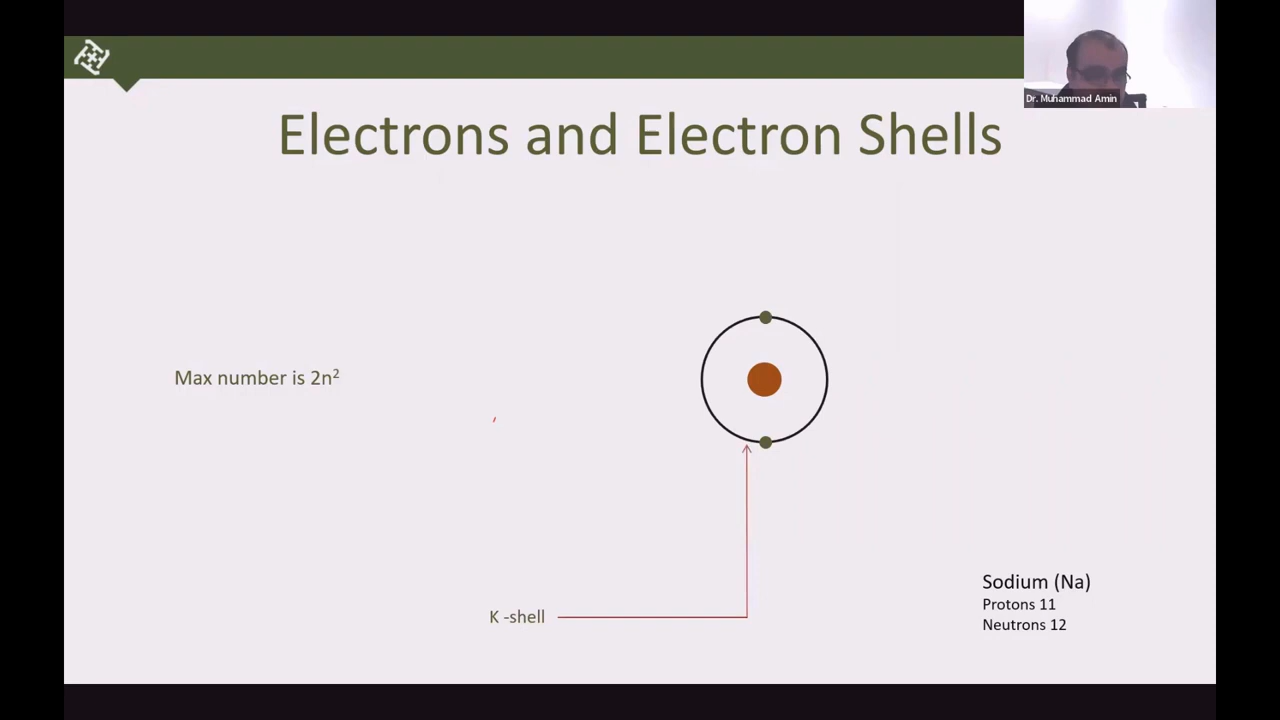 Dr. Muhammad Amin
Electrons and Electron Shells
Max number is 2n²
K -shell
Sodium (Na)
Protons 11
Neutrons 12